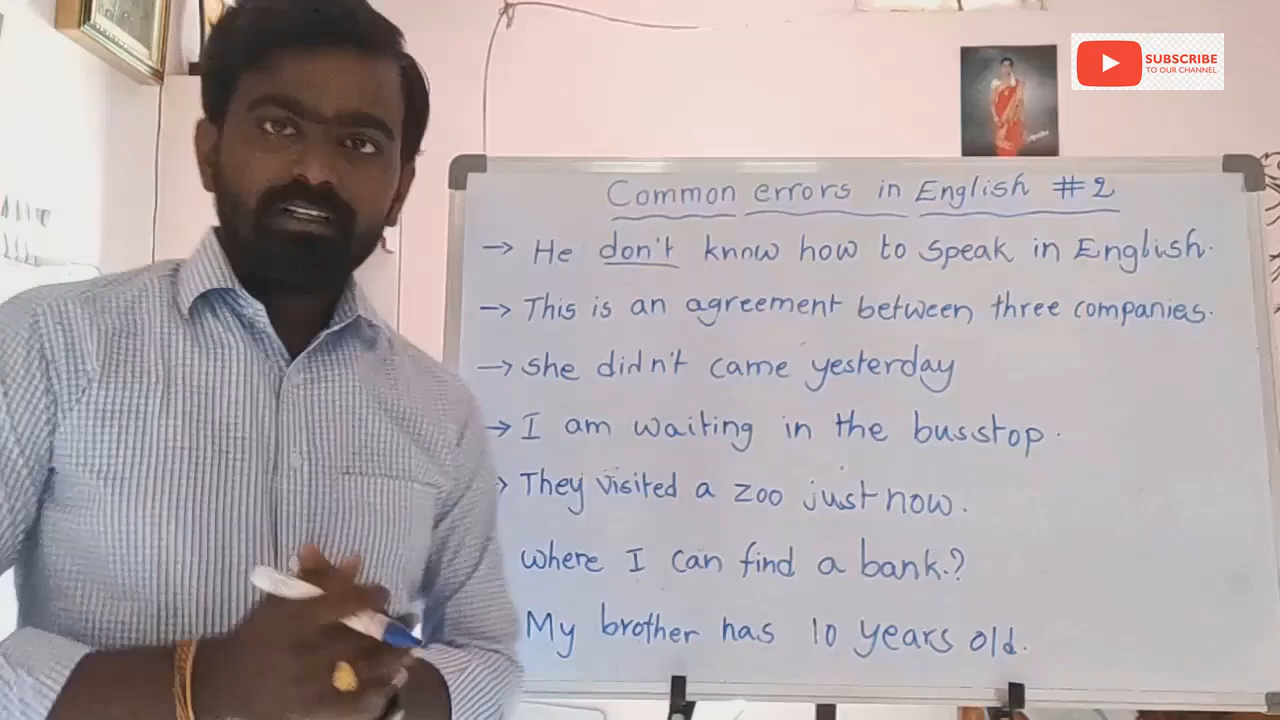 SUBSCRIBE
TO OUR CHANNEL
Common errors in English #2
→ He don't know how to speak in English.
→ This is an agreement between three companies.
→ She didn't came yesterday
→ I am waiting in the busstop.
→ They visited a zoo just now.
where I can find a bank.?
My brother has 10 years old.